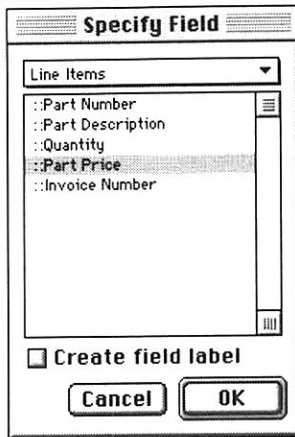 Specify Field
Line Items
::Part Number
::Part Description
::Quantity
::Part Price
::Invoice Number
Create field label
Cancel
OK